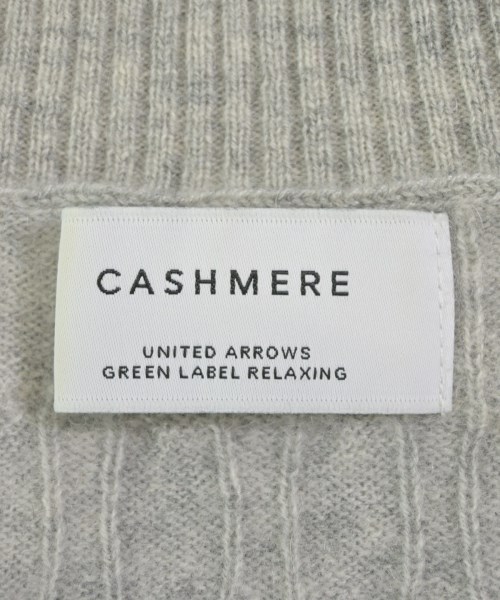 CASHMERE
UNITED ARROWS
GREEN LABEL RELAXING